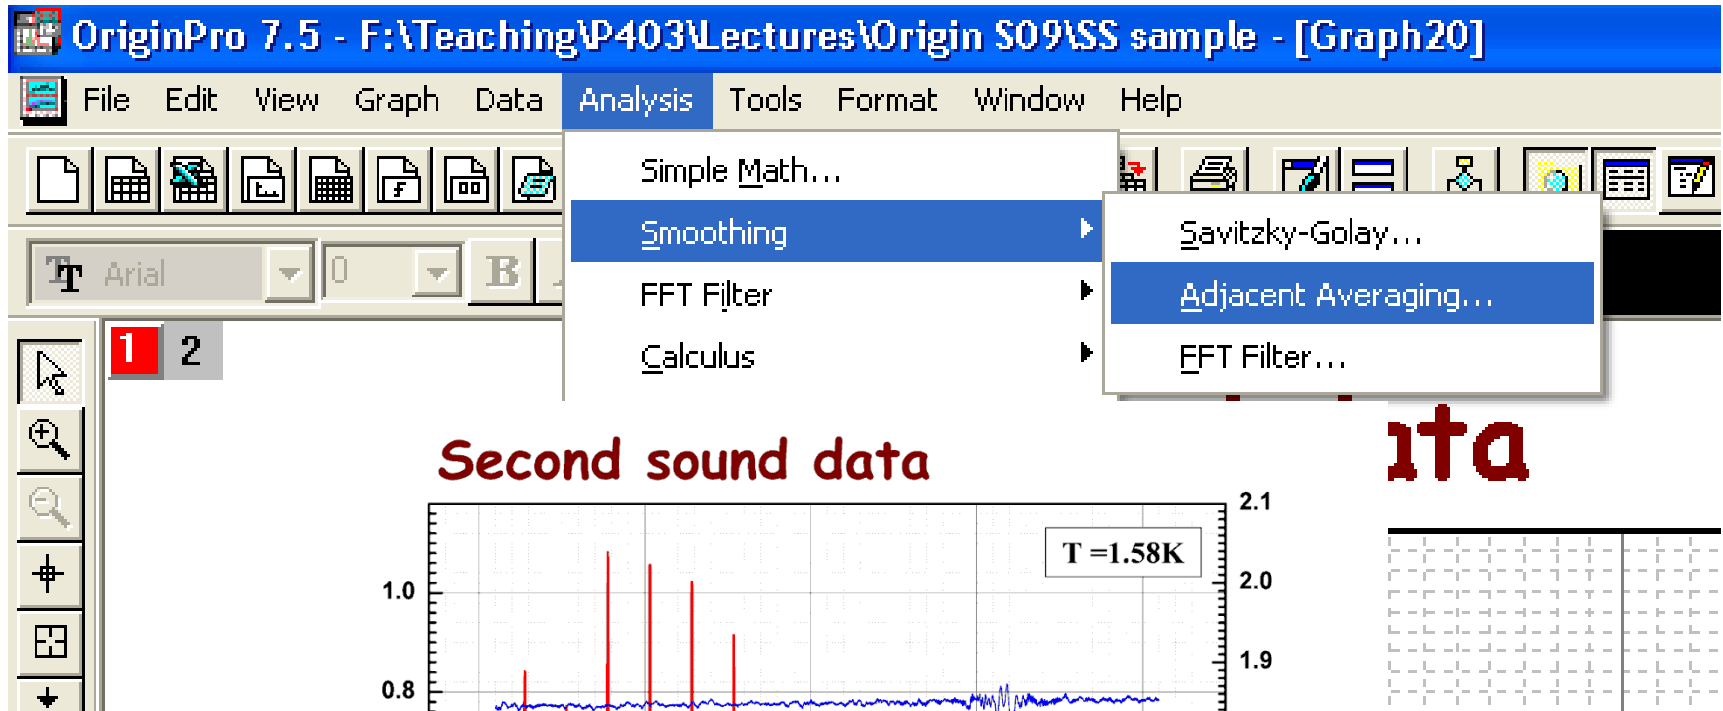 OriginPro 7.5 - F:\Teaching\P403\Lectures\Origin S09\SS sample - [Graph20]
File Edit View Graph Data Analysis Tools Format Window Help
Simple Math...
Smoothing
Savitzky-Golay...
Arial 0 B
Adjacent Averaging...
FFT Filter
1 2
Calculus
FFT Filter...
Second sound data
ata
2.1
T =1.58K
1.0
2.0
1.9
0.8